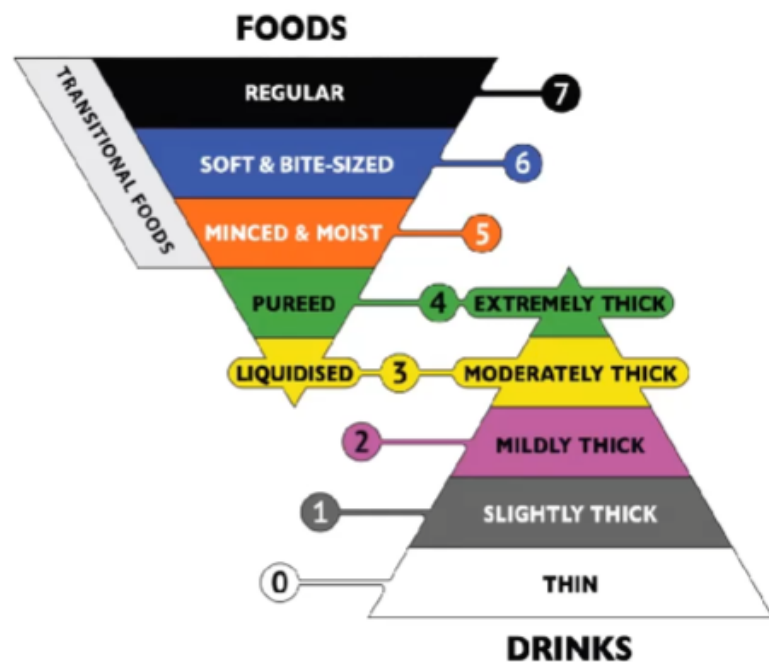 FOODS
TRANSITIONAL FOODS
REGULAR
7
SOFT & BITE-SIZED
6
MINCED & MOIST
5
PUREED
4
EXTREMELY THICK
LIQUIDISED
3
MODERATELY THICK
2
MILDLY THICK
1
SLIGHTLY THICK
0
THIN
DRINKS